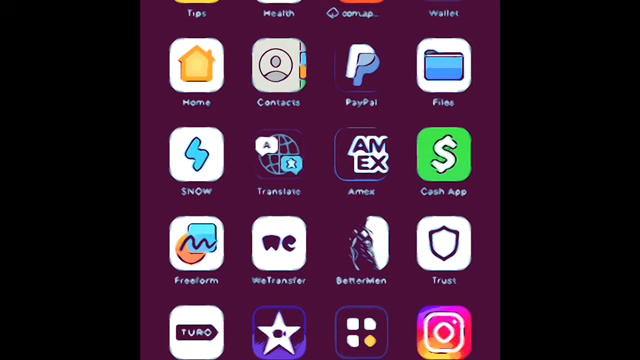 Tips Health comap... Wallet
Home Contacts PayPal Files
A
AM
EX
SNOW Translate Amex Cash App
we
Freeform WeTransfer BetterMen Trust
TURO